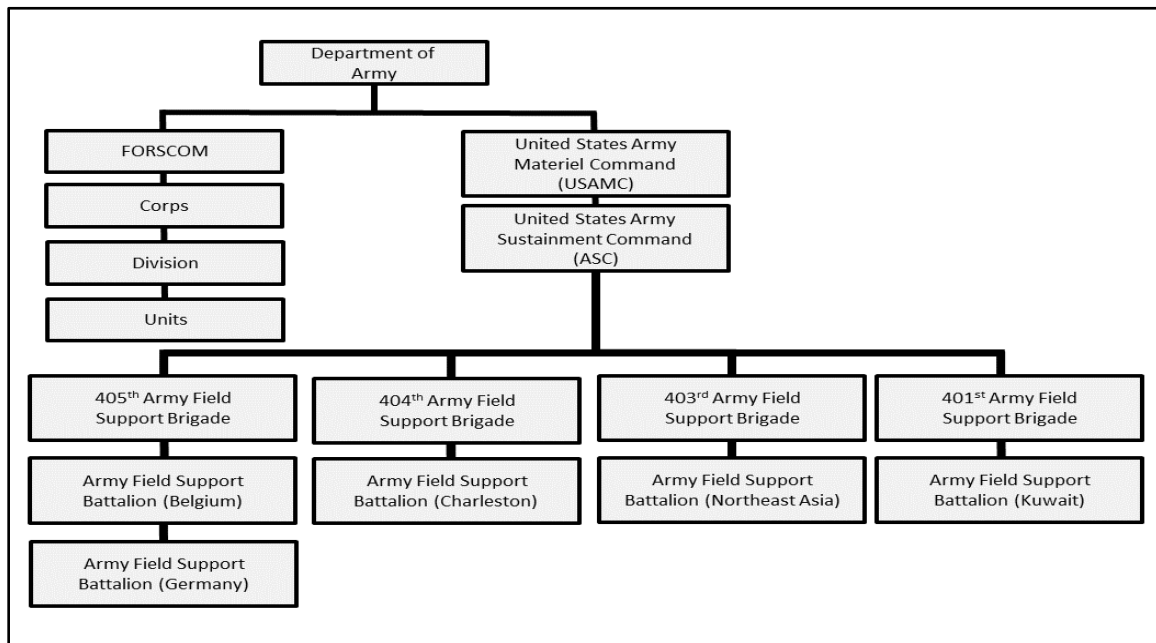 Department of
Army
FORSCOM
Corps
Division
Units
United States Army
Materiel Command
(USAMC)
United States Army
Sustainment Command
(ASC)
405th Army Field
Support Brigade
Army Field Support
Battalion (Belgium)
Army Field Support
Battalion (Germany)
404th Army Field
Support Brigade
Army Field Support
Battalion (Charleston)
403rd Army Field
Support Brigade
Army Field Support
Battalion (Northeast Asia)
401st Army Field
Support Brigade
Army Field Support
Battalion (Kuwait)